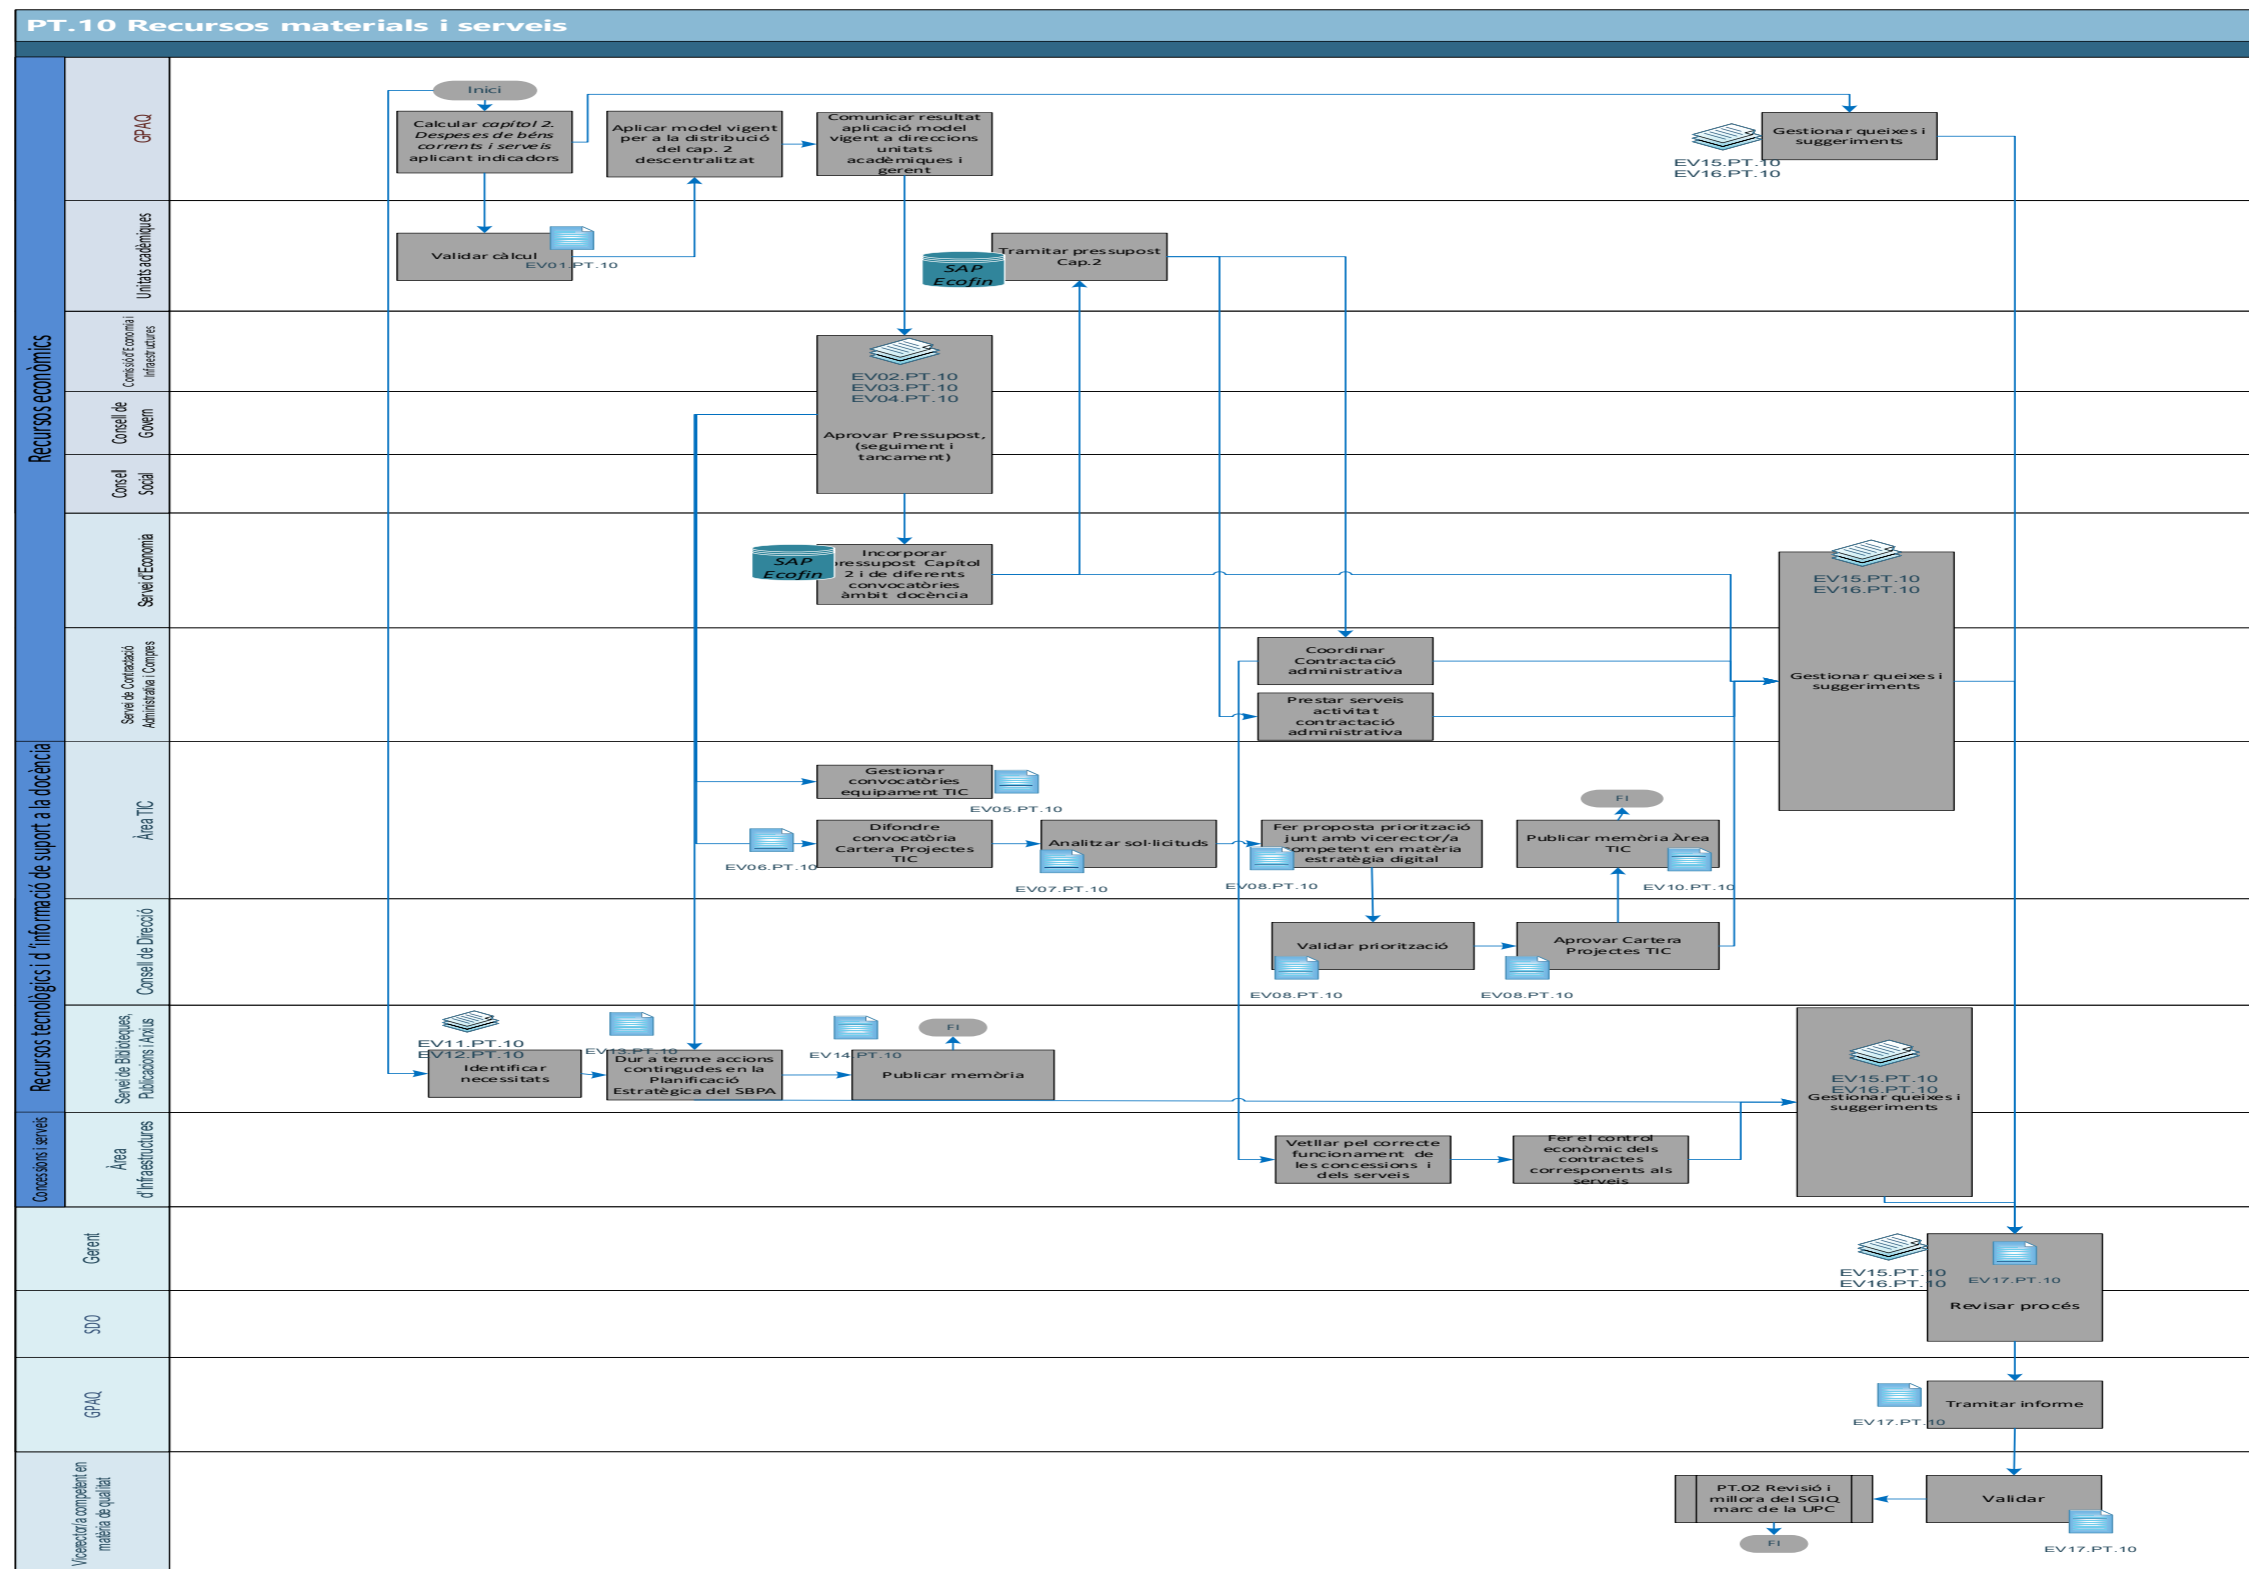 PT.10 Recursos materials i serveis
Recursos econòmics
GPAQ
Inici
Calcular capítol 2.
Despeses de béns
corrents i serveis
aplicant indicadors
Aplicar model vigent
per a la distribució
del cap. 2
descentralitzat
Comunicar resultat
aplicació model
vigent a direccions
unitats
acadèmiques i
gerent
Gestionar queixes i
suggeriments
EV15.PT.10
EV16.PT.10
Unitats acadèmiques
Validar càlcul
EV01.PT.10
SAP
Ecofin
Tramitar pressupost
Cap.2
Comissió d'Economia i
Infraestructures
EV02.PT.10
EV03.PT.10
EV04.PT.10
Consell de
Govern
Aprovar Pressupost,
(seguiment i
tancament)
Consell
Social
Servei d'Economia
SAP
Ecofin
Incorporar
pressupost Capítol
2 i de diferents
convocatòries
àmbit docència
EV15.PT.10
EV16.PT.10
Gestionar queixes i
suggeriments
Servei de Contractació
Administrativa i Compres
Coordinar
Contractació
administrativa
Prestar serveis
activitat
contractació
administrativa
Recursos tecnològics i d'informació de suport a la docència
Àrea TIC
Gestionar
convocatòries
equipament TIC
EV05.PT.10
EV06.PT.10
Difondre
convocatòria
Cartera Projectes
TIC
Analitzar sol·licituds
EV07.PT.10
Fer proposta priorització
junt amb vicerector/a
competent en matèria
estratègia digital
EV08.PT.10
FI
Publicar memòria Àrea
TIC
EV10.PT.10
Consell de Direcció
Validar priorització
EV08.PT.10
Aprovar Cartera
Projectes TIC
EV08.PT.10
Servei de Biblioteques,
Publicacions i Arxius
EV11.PT.10
EV12.PT.10
Identificar
necessitats
EV13.PT.10
Dur a terme accions
contingudes en la
Planificació
Estratègica del SBPA
EV14.PT.10
Publicar memòria
FI
EV15.PT.10
EV16.PT.10
Gestionar queixes i
suggeriments
Concessions i serveis
Àrea
d'Infraestructures
Vetllar pel correcte
funcionament de
les concessions i
dels serveis
Fer el control
econòmic dels
contractes
corresponents als
serveis
Gerent
EV15.PT.10
EV16.PT.10
EV17.PT.10
SDO
Revisar procés
GPAQ
EV17.PT.10
Tramitar informe
Vicerector/a competent en
matèria de qualitat
PT.02 Revisió i
millora del SGIQ
marc de la UPC
FI
Validar
EV17.PT.10